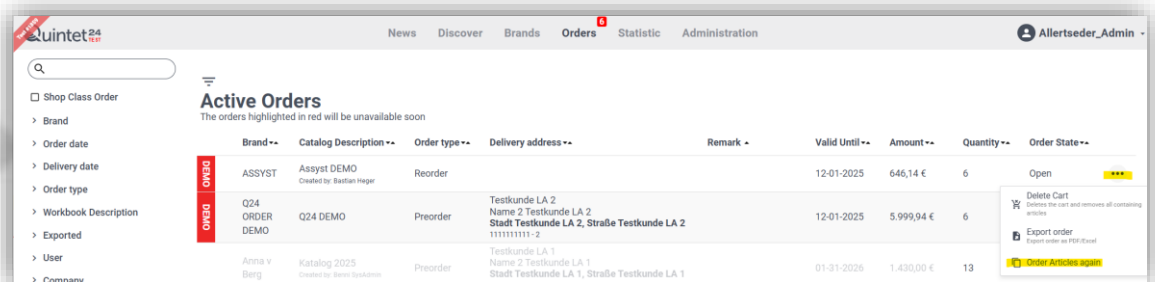 Quintet24
TEST
News Discover Brands Orders 6 Statistic Administration
Allertseder_Admin
Shop Class Order
Brand
Order date
Delivery date
Order type
Workbook Description
Exported
User
Company
Active Orders
The orders highlighted in red will be unavailable soon
Brand Catalog Description Order type Delivery address Remark Valid Until Amount Quantity Order State
DEMO
ASSYST
Assyst DEMO
Created by: Bastian Heger
Reorder
12-01-2025
646,14 €
6
Open
DEMO
Q24
ORDER
DEMO
Q24 DEMO
Preorder
Testkunde LA 2
Name 2 Testkunde LA 2
Stadt Testkunde LA 2, Straße Testkunde LA 2
1111111111 - 2
12-01-2025
5.999,94 €
6
Anna v
Berg
Katalog 2025
Created by: Benni SysAdmin
Preorder
Testkunde LA 1
Name 2 Testkunde LA 1
Stadt Testkunde LA 1, Straße Testkunde LA 1
01-31-2026
1.430,00 €
13
Delete Cart
Deletes the cart and removes all containing
articles
Export order
Export order as PDF/Excel
Order Articles again